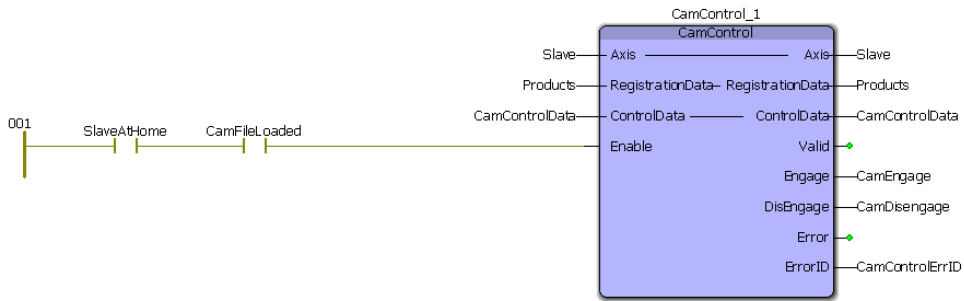 CamControl_1
CamControl
Slave Axis Axis Slave
Products RegistrationData RegistrationData Products
CamControlData ControlData ControlData CamControlData
001 SlaveAtHome CamFileLoaded
Enable Valid
Engage CamEngage
DisEngage CamDisengage
Error
ErrorID CamControlErrID